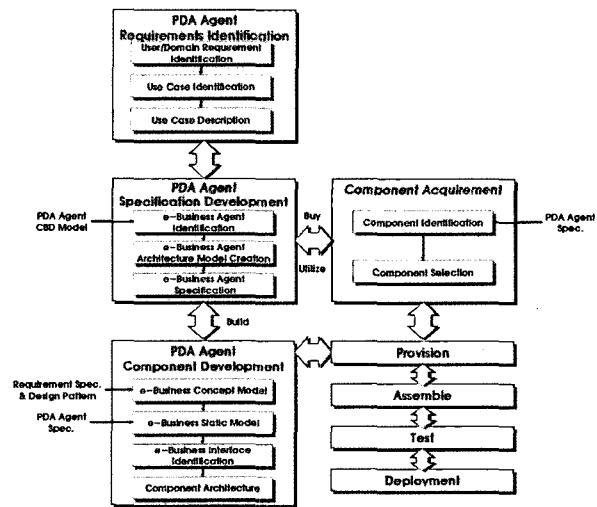 PDA Agent
Requirements Identification
User/Domain Requirement
Identification
Use Case Identification
Use Case Description
PDA Agent
Specification Development
e-Business Agent
Identification
e-Business Agent
Architecture Model Creation
e-Business Agent
Specification
PDA Agent
CBD Model
Buy
Utilize
Component Acquirement
Component Identification
Component Selection
PDA Agent
Spec.
Build
PDA Agent
Component Development
e-Business Concept Model
e-Business Static Model
e-Business Interface
Identification
Component Architecture
Requirement Spec.
& Design Pattern
PDA Agent
Spec.
Provision
Assemble
Test
Deployment